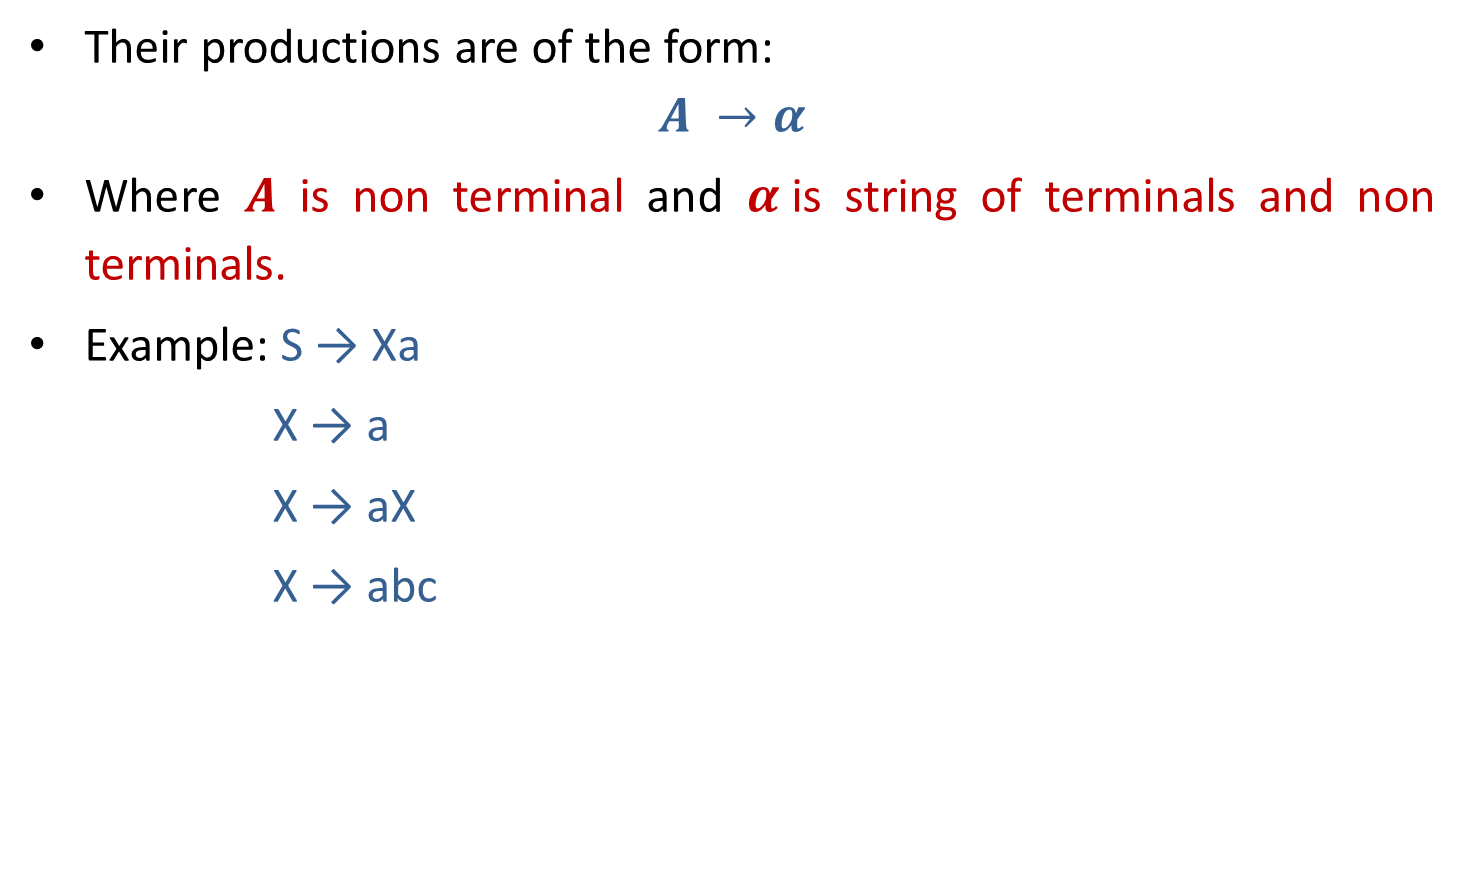 • Their productions are of the form:
A → α
• Where A is non terminal and α is string of terminals and non
terminals.
• Example: S → Xa
X → a
X → aX
X → abc